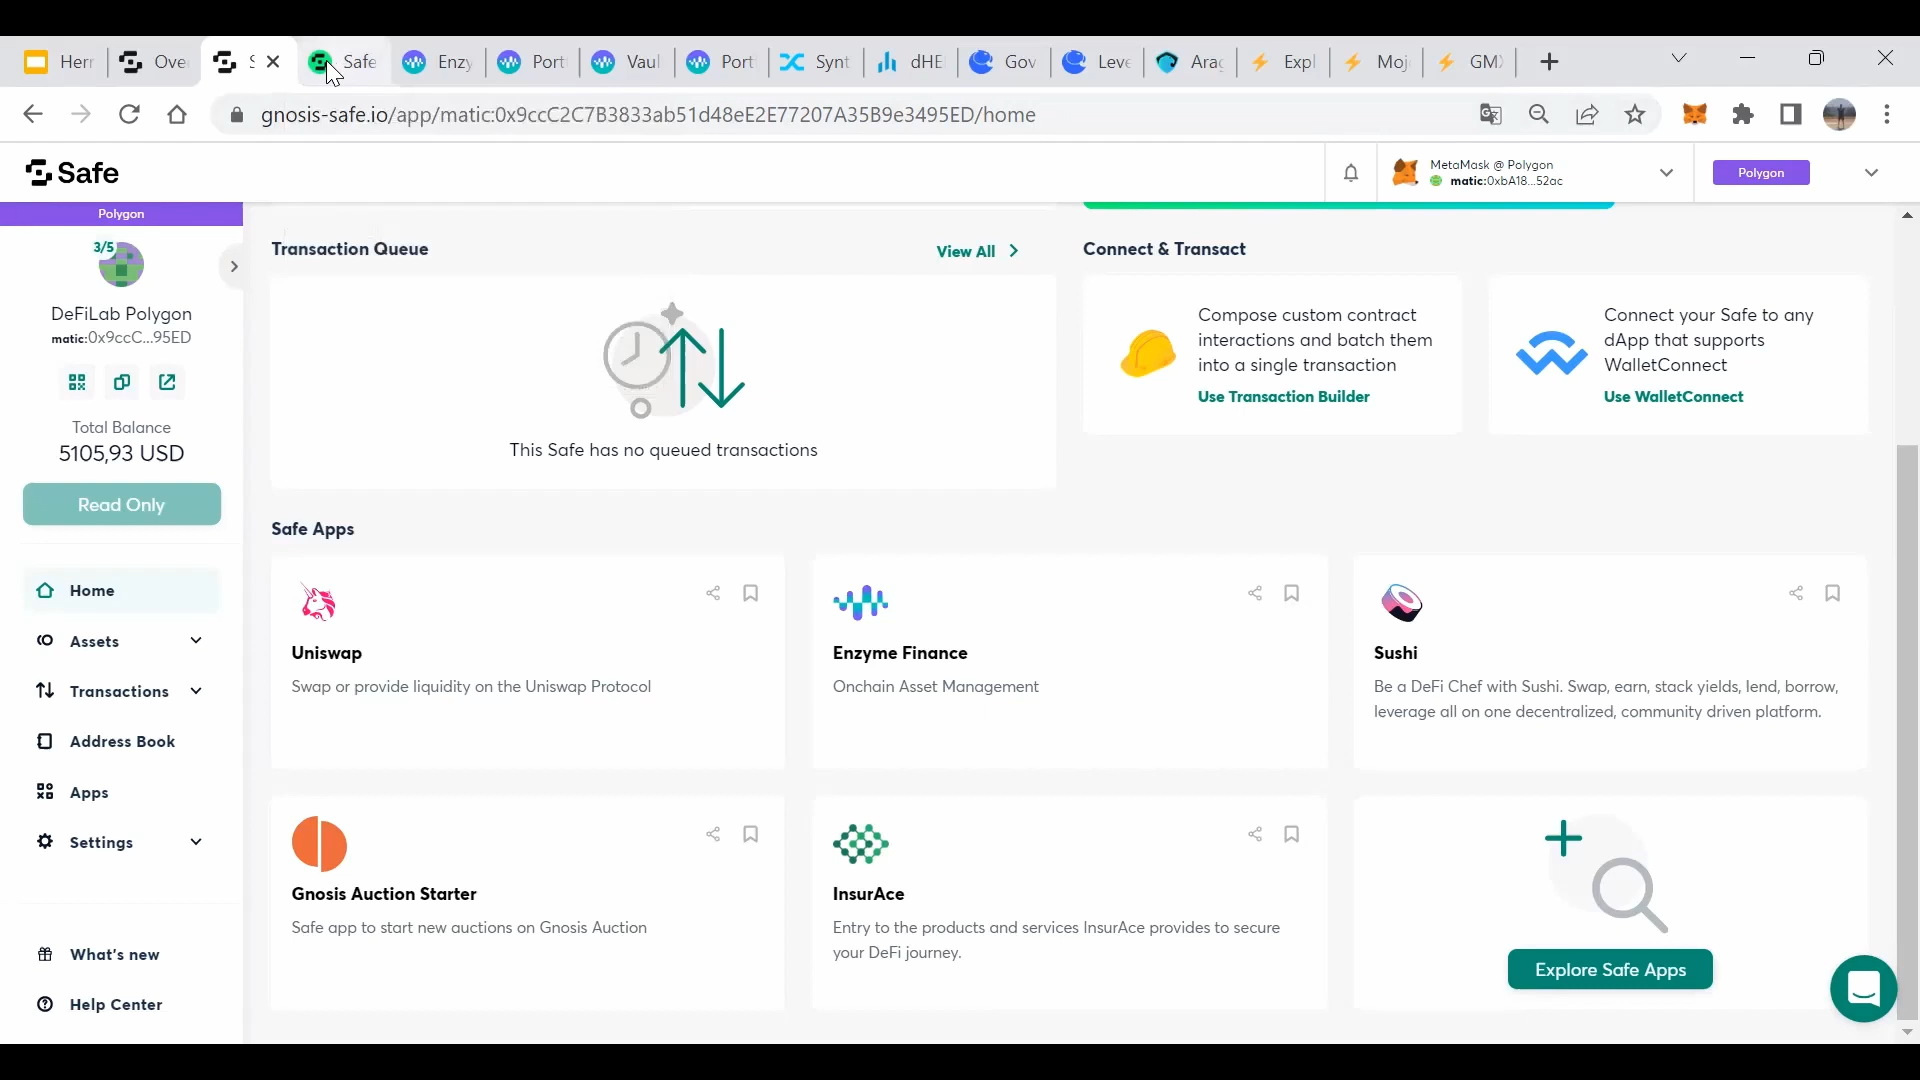 Herr
Ove
S
Safe
Enzy
Port
Vaul
Port
Synt
dHE
Gov
Leve
Arag
Expl
Moj
GMX
gnosis-safe.io/app/matic:0x9ccC2C7B3833ab51d48eE2E77207A35B9e3495ED/home
Safe
MetaMask @ Polygon
matic:0xbA18...52ac
Polygon
Polygon
3/5
DeFiLab Polygon
matic:0x9ccC...95ED
Total Balance
5105,93 USD
Read Only
Home
Assets
Transactions
Address Book
Apps
Settings
What's new
Help Center
Transaction Queue
View All
This Safe has no queued transactions
Connect & Transact
Compose custom contract
interactions and batch them
into a single transaction
Use Transaction Builder
Connect your Safe to any
dApp that supports
WalletConnect
Use WalletConnect
Safe Apps
Uniswap
Swap or provide liquidity on the Uniswap Protocol
Enzyme Finance
Onchain Asset Management
Sushi
Be a DeFi Chef with Sushi. Swap, earn, stack yields, lend, borrow,
leverage all on one decentralized, community driven platform.
Gnosis Auction Starter
Safe app to start new auctions on Gnosis Auction
InsurAce
Entry to the products and services InsurAce provides to secure
your DeFi journey.
Explore Safe Apps